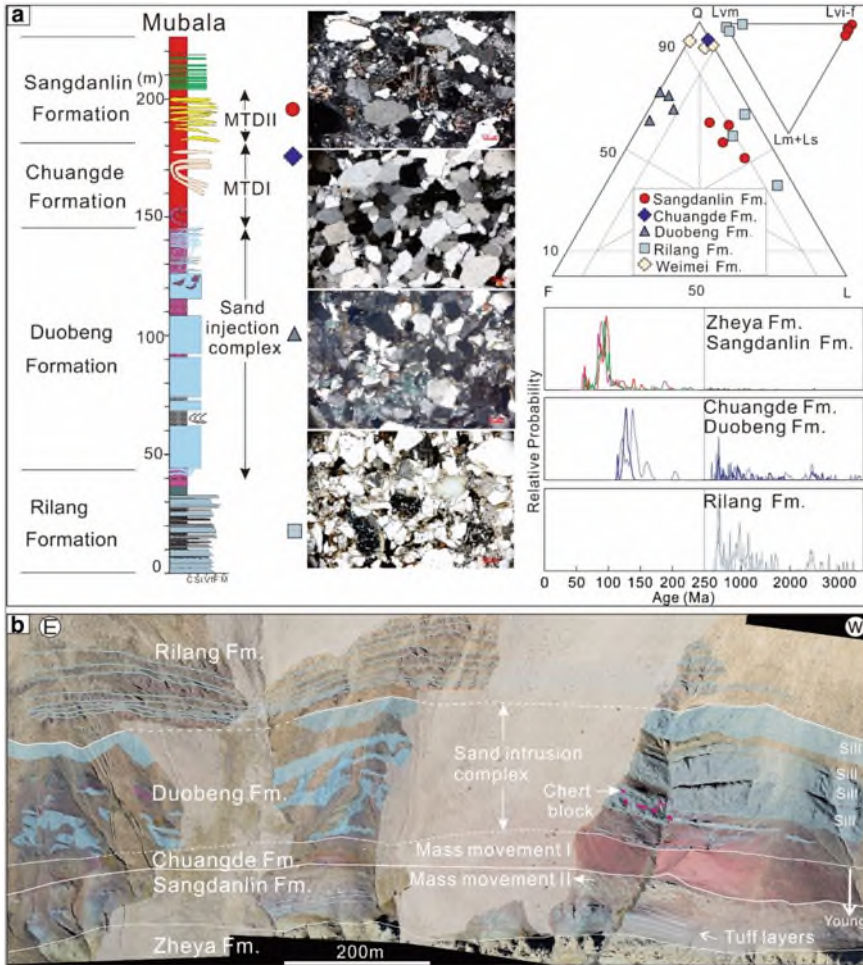 a
Mubala
(m)
Sangdanlin
Formation
200
MTDII
Chuangde
Formation
MTDI
150
Duobeng
Formation
100
Sand
injection
complex
50
Rilang
Formation
0
Q
Lvm
Lvi-f
90
Lm+Ls
50
10
F
50
L
Sangdanlin Fm.
Chuangde Fm.
Duobeng Fm.
Rilang Fm.
Weimei Fm.
Relative Probability
Zheya Fm.
Sangdanlin Fm.
Chuangde Fm.
Duobeng Fm.
Rilang Fm.
0 50 100 150 200 250 1000 2000 3000
Age (Ma)
b
E
W
Rilang Fm.
Sand intrusion
complex
Sill
Sill
Sill
Sill
Duobeng Fm.
Chert
block
Chuangde Fm.
Mass movement I
Sangdanlin Fm.
Mass movement II
Young
Zheya Fm.
Tuff layers
200m